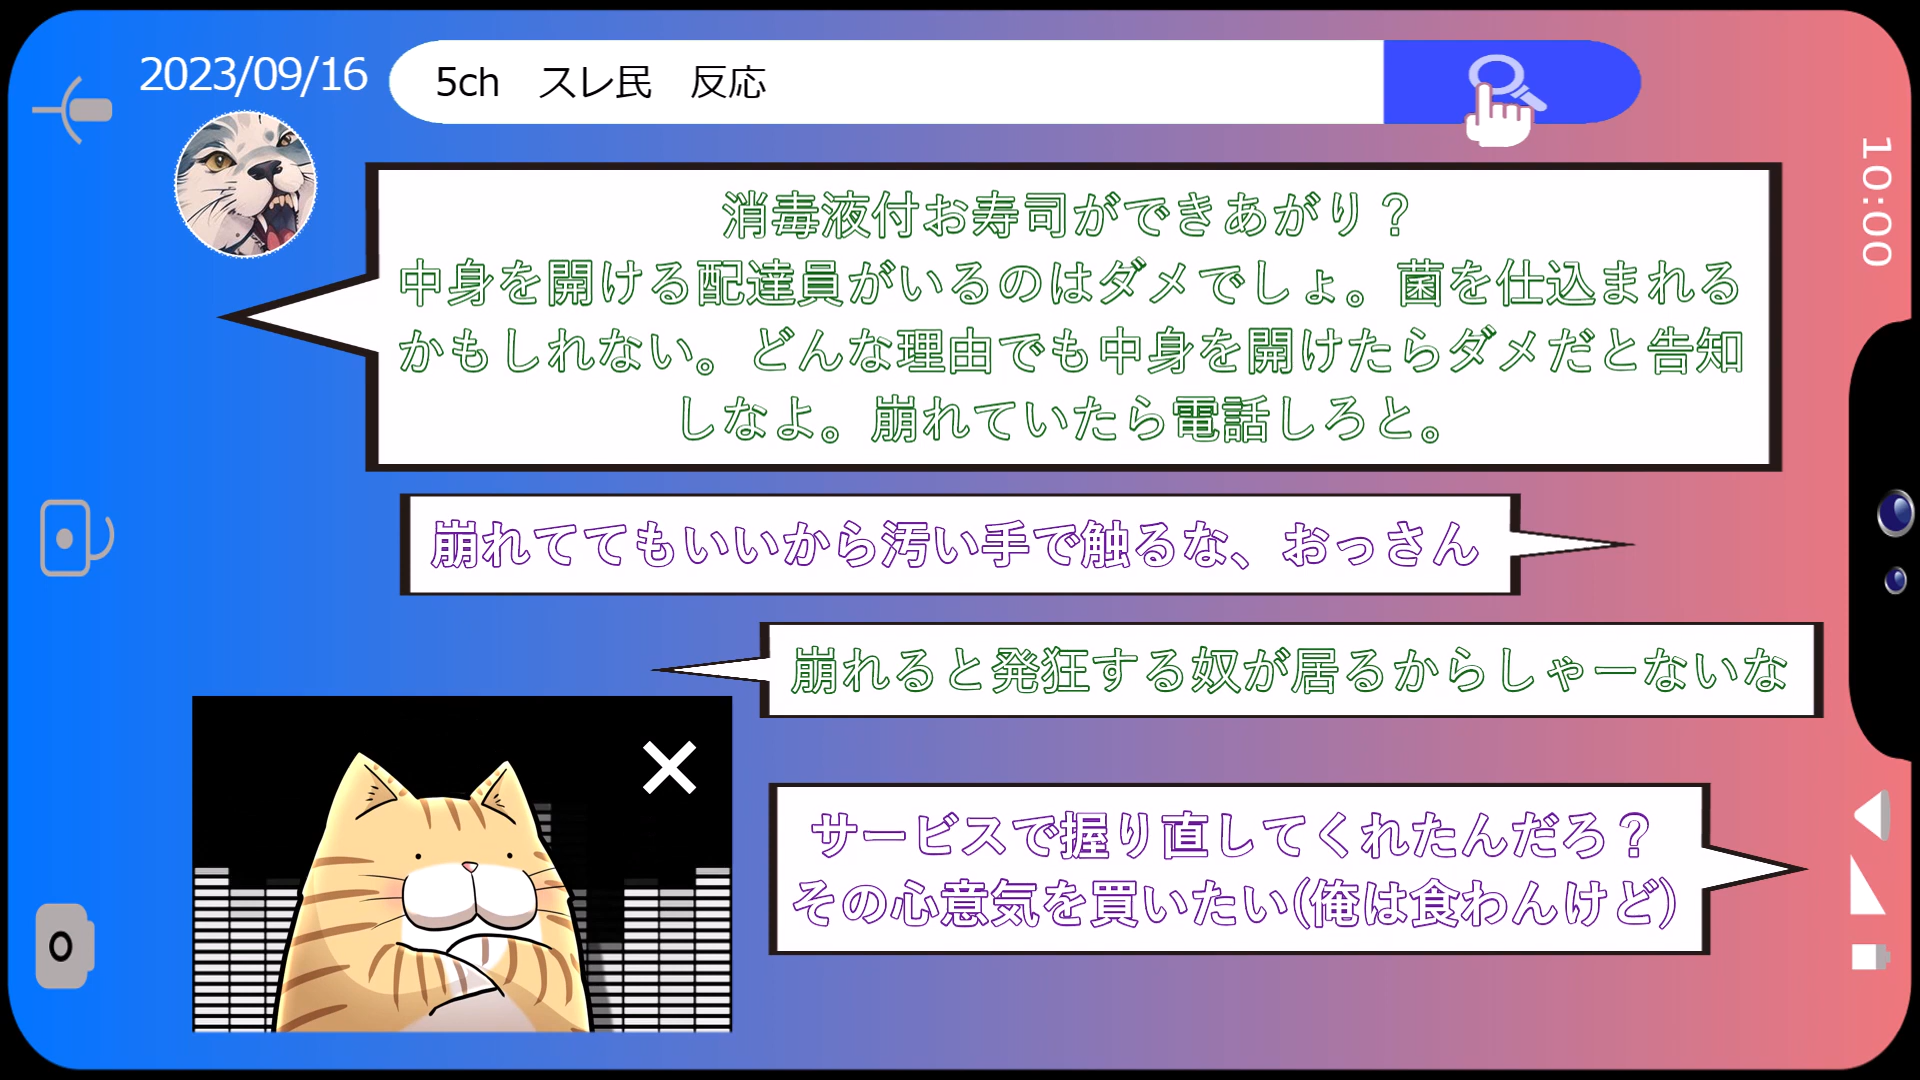 2023/09/16
5ch　スレ民　反応
10:00
消毒液付お寿司ができあがり？
中身を開ける配達員がいるのはダメでしょ。菌を仕込まれる
かもしれない。どんな理由でも中身を開けたらダメだと告知
しなよ。崩れていたら電話しろと。
崩れててもいいから汚い手で触るな、おっさん
崩れると発狂する奴が居るからしゃーないな
サービスで握り直してくれたんだろ？
その心意気を買いたい(俺は食わんけど)